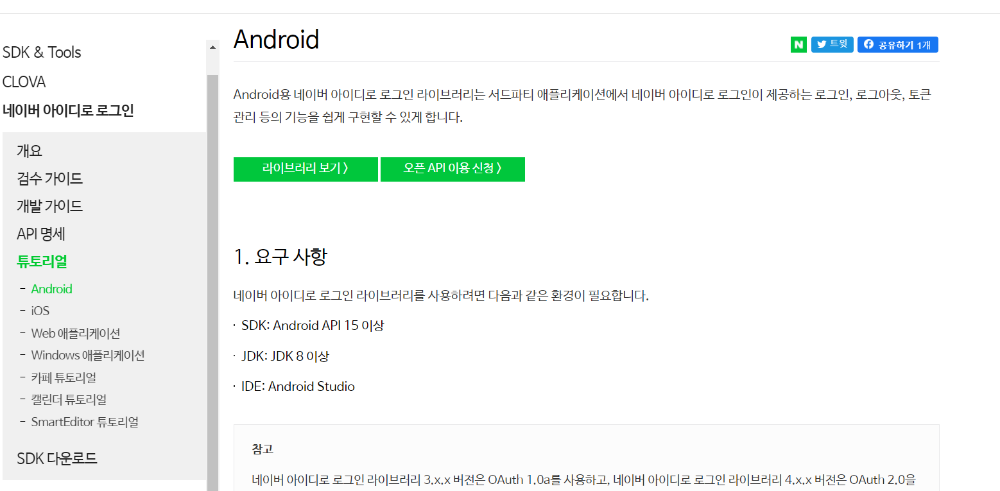 SDK & Tools
CLOVA
네이버 아이디로 로그인
개요
검수 가이드
개발 가이드
API 명세
튜토리얼
- Android
- iOS
- Web 애플리케이션
- Windows 애플리케이션
- 카페 튜토리얼
- 캘린더 튜토리얼
- SmartEditor 튜토리얼
SDK 다운로드
Android
N 트윗 공유하기 1개
Android용 네이버 아이디로 로그인 라이브러리는 서드파티 애플리케이션에서 네이버 아이디로 로그인이 제공하는 로그인, 로그아웃, 토큰
관리 등의 기능을 쉽게 구현할 수 있게 합니다.
라이브러리 보기 〉 오픈 API 이용 신청 〉
1. 요구 사항
네이버 아이디로 로그인 라이브러리를 사용하려면 다음과 같은 환경이 필요합니다.
· SDK: Android API 15 이상
· JDK: JDK 8 이상
· IDE: Android Studio
참고
네이버 아이디로 로그인 라이브러리 3.x.x 버전은 OAuth 1.0a를 사용하고, 네이버 아이디로 로그인 라이브러리 4.x.x 버전은 OAuth 2.0을